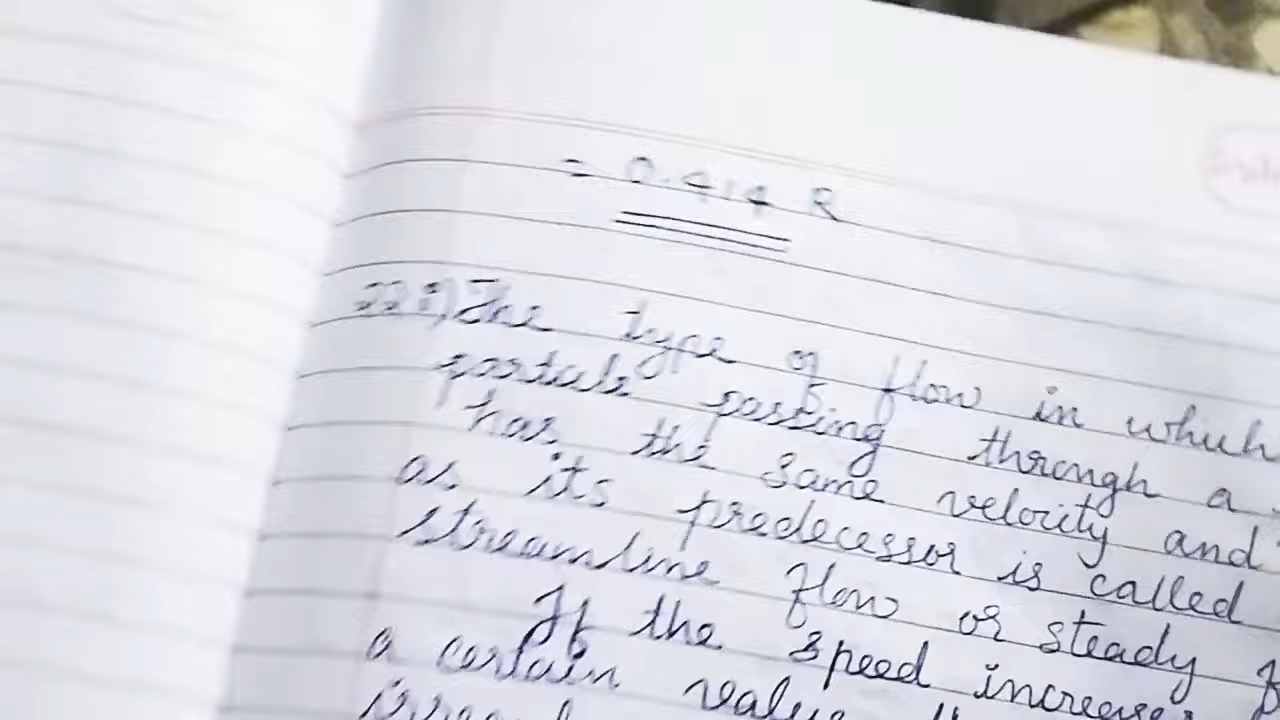 = 0.414 R
22 i) The type of flow in which
particle passing through a
has the same velocity and
as its predecessor is called
streamline flow or steady f
If the speed increases
a certain value